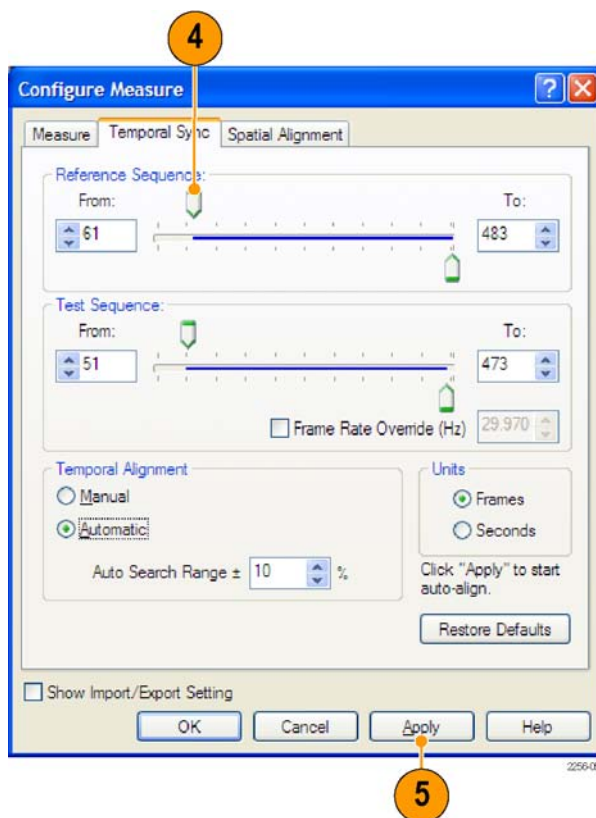 4
Configure Measure
Measure Temporal Sync Spatial Alignment
Reference Sequence:
From: To:
61 483
Test Sequence:
From: To:
51 473
Frame Rate Override (Hz) 29.970
Temporal Alignment
Manual
Automatic
Auto Search Range ± 10 %
Units
Frames
Seconds
Click "Apply" to start
auto-align.
Restore Defaults
Show Import/Export Setting
OK Cancel Apply Help
5